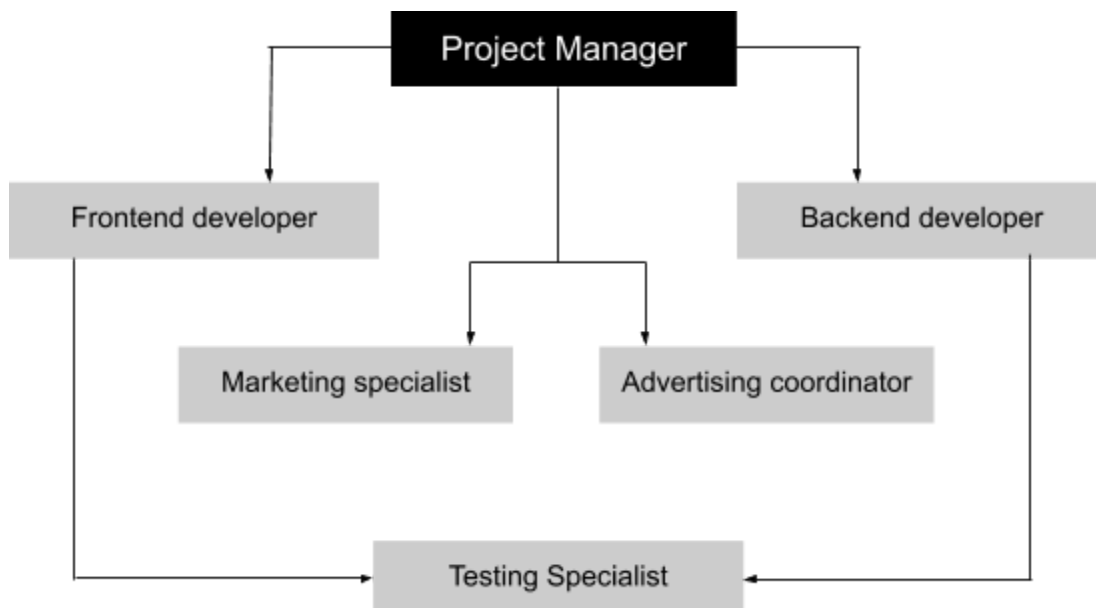 Project Manager
Frontend developer
Backend developer
Marketing specialist
Advertising coordinator
Testing Specialist